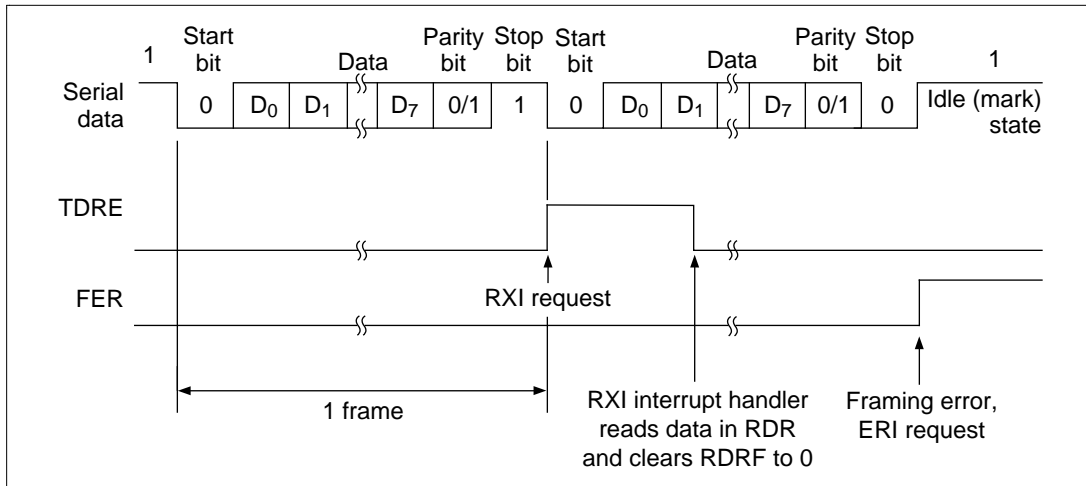 1 Start bit Data Parity bit Stop bit Start bit Data Parity bit Stop bit 1
Serial data 0 D0 D1 D7 0/1 1 0 D0 D1 D7 0/1 0 Idle (mark) state
TDRE
RXI request
FER
1 frame
RXI interrupt handler
reads data in RDR
and clears RDRF to 0
Framing error,
ERI request